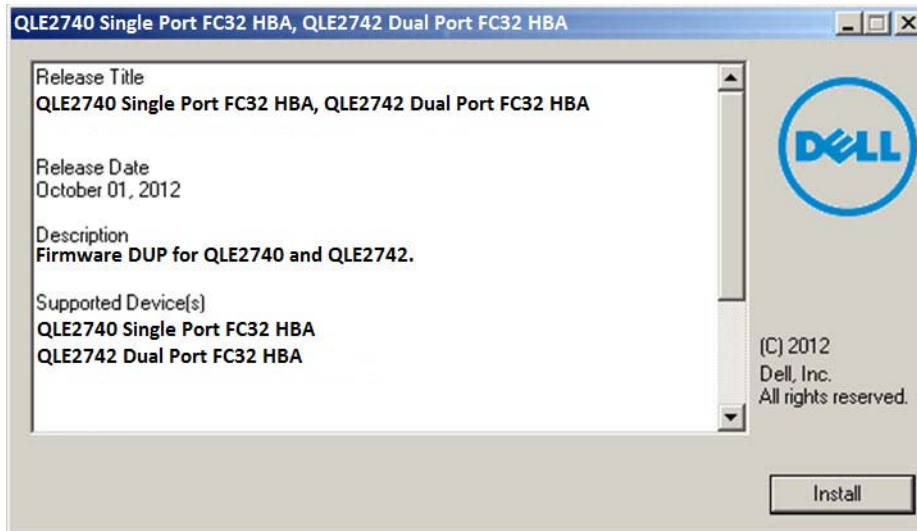 QLE2740 Single Port FC32 HBA, QLE2742 Dual Port FC32 HBA
Release Title
QLE2740 Single Port FC32 HBA, QLE2742 Dual Port FC32 HBA
Release Date
October 01, 2012
Description
Firmware DUP for QLE2740 and QLE2742.
Supported Device(s)
QLE2740 Single Port FC32 HBA
QLE2742 Dual Port FC32 HBA
DELL
(C) 2012
Dell, Inc.
All rights reserved.
Install